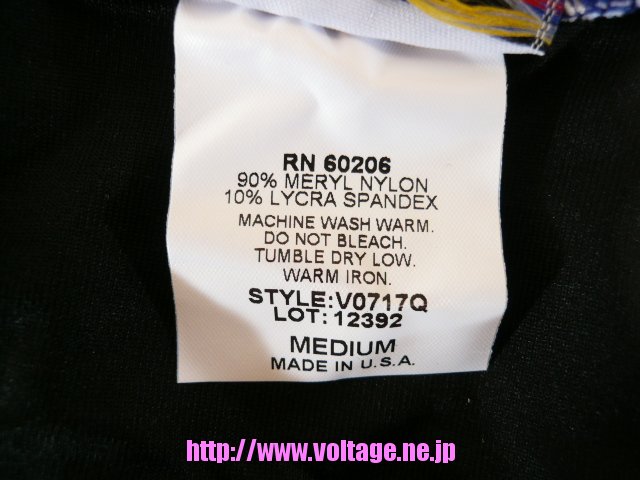 RN 60206
90% MERYL NYLON
10% LYCRA SPANDEX
MACHINE WASH WARM.
DO NOT BLEACH.
TUMBLE DRY LOW.
WARM IRON.
STYLE:V0717Q
LOT: 12392
MEDIUM
MADE IN U.S.A.
http://www.voltage.ne.jp